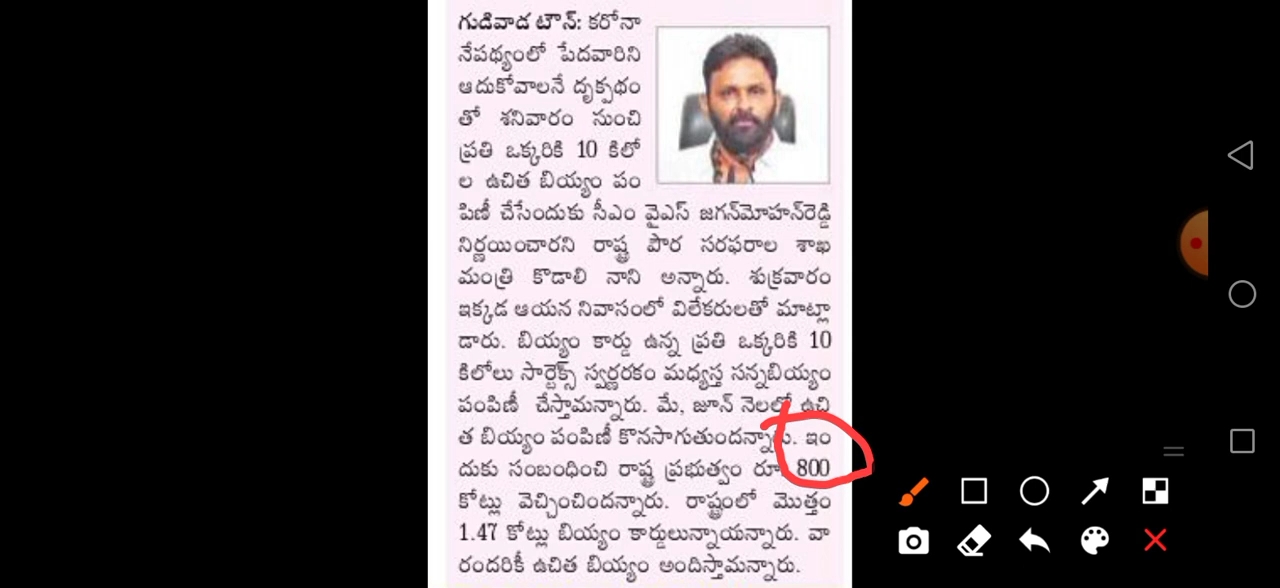 గుడివాడ టౌన్: కరోనా
నేపథ్యంలో పేదవారిని
ఆదుకోవాలనే దృక్పథం
తో శనివారం నుంచి
ప్రతి ఒక్కరికి 10 కిలో
ల ఉచిత బియ్యం పం
పిణీ చేసేందుకు సీఎం వైఎస్ జగన్‌మోహన్‌రెడ్డి
నిర్ణయించారని రాష్ట్ర పౌర సరఫరాల శాఖ
మంత్రి కొడాలి నాని అన్నారు. శుక్రవారం
ఇక్కడ ఆయన నివాసంలో విలేకరులతో మాట్లా
డారు. బియ్యం కార్డు ఉన్న ప్రతి ఒక్కరికి 10
కిలోలు సార్టెక్స్ స్వర్ణరకం మధ్యస్త సన్నబియ్యం
పంపిణీ చేస్తామన్నారు. మే, జూన్ నెలల్లో ఉచి
త బియ్యం పంపిణీ కొనసాగుతుందన్నారు. ఇం
దుకు సంబంధించి రాష్ట్ర ప్రభుత్వం రూ. 800
కోట్లు వెచ్చించిందన్నారు. రాష్ట్రంలో మొత్తం
1.47 కోట్లు బియ్యం కార్డులున్నాయన్నారు. వా
రందరికీ ఉచిత బియ్యం అందిస్తామన్నారు.